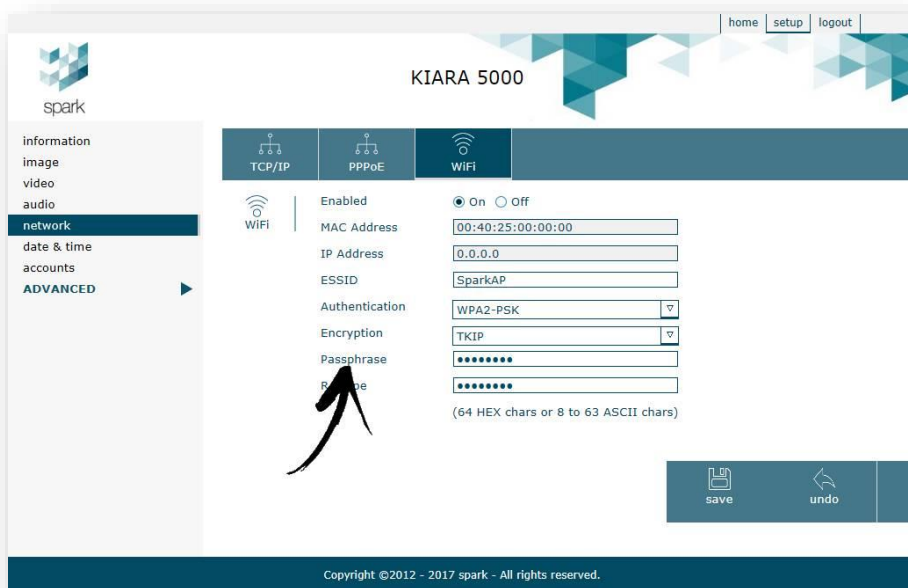 home setup logout
spark
KIARA 5000
information
image
video
audio
network
date & time
accounts
ADVANCED
TCP/IP PPPoE WiFi
WiFi
Enabled On Off
MAC Address 00:40:25:00:00:00
IP Address 0.0.0.0
ESSID SparkAP
Authentication WPA2-PSK
Encryption TKIP
Passphrase ●●●●●●●●
●●●●●●●●
(64 HEX chars or 8 to 63 ASCII chars)
save undo
Copyright ©2012 - 2017 spark - All rights reserved.